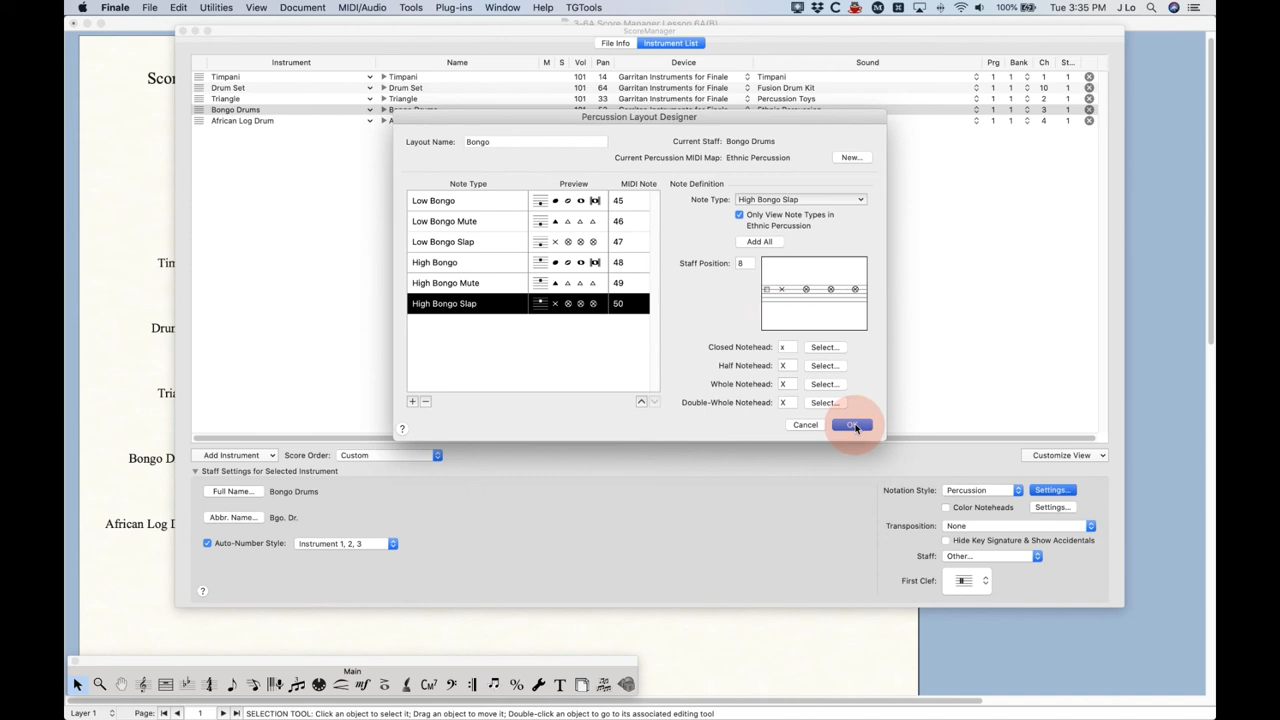 Finale File Edit Utilities View Document MIDI/Audio Tools Plug-ins Window Help TGTools 100% Tue 3:35 PM J Lo
3-6A Score Manager Lesson 6A(B)
ScoreManager
File Info Instrument List
Instrument Name M S Vol Pan Device Sound Prg Bank Ch St...
Timpani Timpani 101 14 Garritan Instruments for Finale Timpani 1 1 1 1
Drum Set Drum Set 101 64 Garritan Instruments for Finale Fusion Drum Kit 1 1 10 1
Triangle Triangle 101 33 Garritan Instruments for Finale Percussion Toys 1 1 2 1
Bongo Drums 1 1 3 1
African Log Drum A 1 1 4 1
Percussion Layout Designer
Layout Name: Bongo Current Staff: Bongo Drums
Current Percussion MIDI Map: Ethnic Percussion New...
Note Type Preview MIDI Note Note Definition
Low Bongo 45 Note Type: High Bongo Slap
Low Bongo Mute 46 Only View Note Types in
Ethnic Percussion
Low Bongo Slap 47 Add All
High Bongo 48 Staff Position: 8
High Bongo Mute 49
High Bongo Slap 50
Closed Notehead: x Select...
Half Notehead: X Select...
Whole Notehead: X Select...
Double-Whole Notehead: X Select...
+ −
? Cancel OK
Sco
Tim
Drur
Tria
Bongo D
African Log D
Add Instrument Score Order: Custom Customize View
Staff Settings for Selected Instrument
Full Name... Bongo Drums Notation Style: Percussion Settings...
Color Noteheads Settings...
Abbr. Name... Bgo. Dr.
Transposition: None
Auto-Number Style: Instrument 1, 2, 3 Hide Key Signature & Show Accidentals
Staff: Other...
First Clef:
?
Main
Layer 1 Page: 1 SELECTION TOOL: Click an object to select it; Drag an object to move it; Double-click an object to go to its associated editing tool